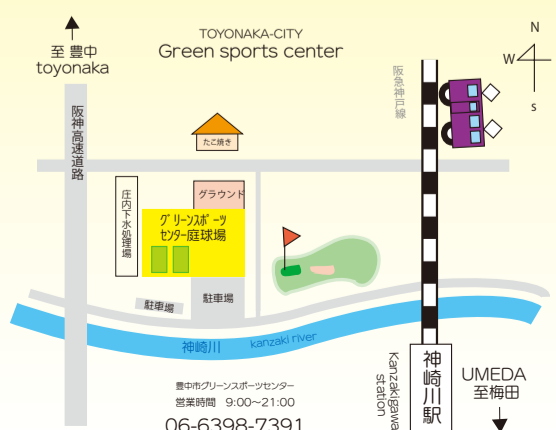 TOYONAKA-CITY
Green sports center
至 豊中
toyonaka
N
W
s
阪急神戸線
阪神高速道路
たこ焼き
庄内下水処理場
グラウンド
グリーンスポーツ
センター庭球場
駐車場
駐車場
神崎川
kanzaki river
豊中市グリーンスポーツセンター
営業時間 9:00〜21:00
06-6398-7391
Kanzakigawa
station
神崎川駅
UMEDA
至梅田